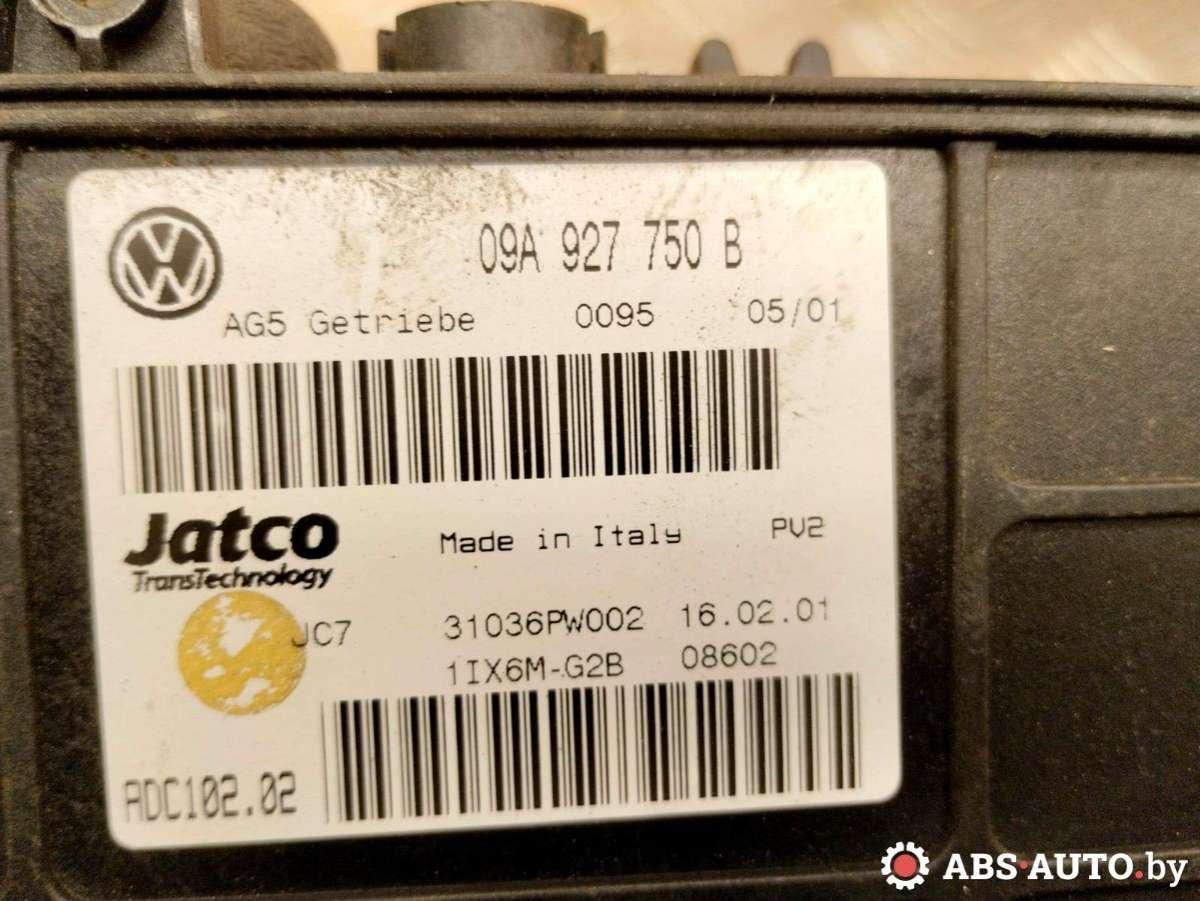 09A 927 750 B
AG5 Getriebe 0095 05/01
Jatco
TransTechnology
Made in Italy PV2
JC7 31036PW002 16.02.01
1IX6M-G2B 08602
ADC102.02
ABS·AUTO.by